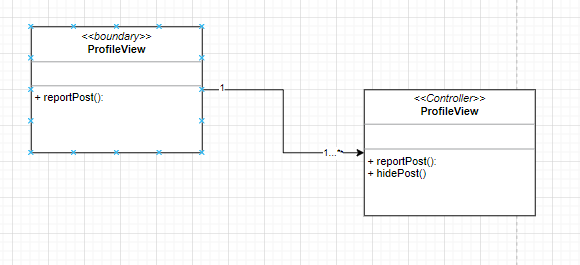 <<boundary>>
ProfileView
+ reportPost():
1
1...*
<<Controller>>
ProfileView
+ reportPost():
+ hidePost()